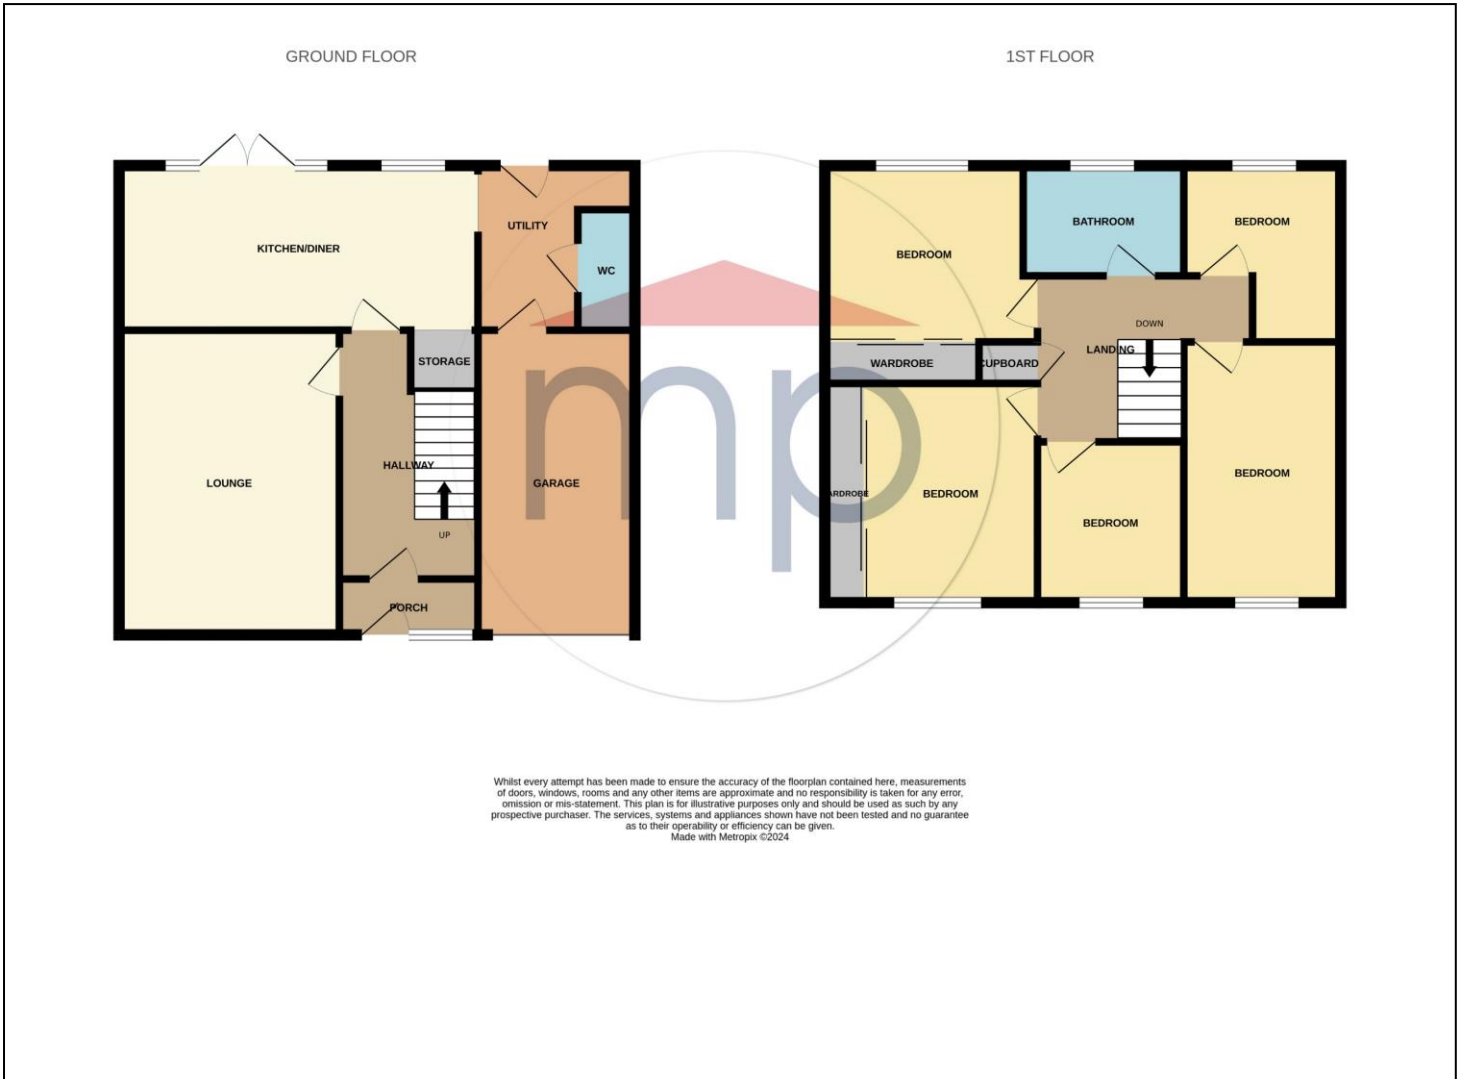 GROUND FLOOR
1ST FLOOR
KITCHEN/DINER
UTILITY
WC
STORAGE
LOUNGE
HALLWAY
GARAGE
UP
PORCH
BEDROOM
BATHROOM
BEDROOM
DOWN
LANDING
WARDROBE
CUPBOARD
ARDROBE
BEDROOM
BEDROOM
BEDROOM
mp
Whilst every attempt has been made to ensure the accuracy of the floorplan contained here, measurements
of doors, windows, rooms and any other items are approximate and no responsibility is taken for any error,
omission or mis-statement. This plan is for illustrative purposes only and should be used as such by any
prospective purchaser. The services, systems and appliances shown have not been tested and no guarantee
as to their operability or efficiency can be given.
Made with Metropix ©2024